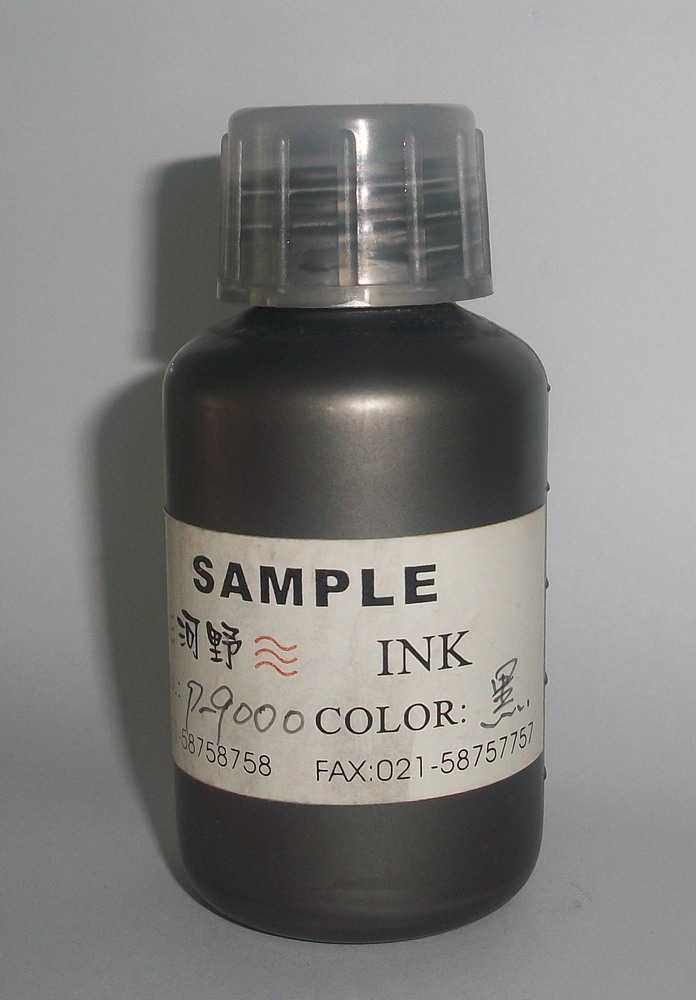 SAMPLE
河野 INK
P-9000 COLOR: 黑
-58758758 FAX:021-58757757